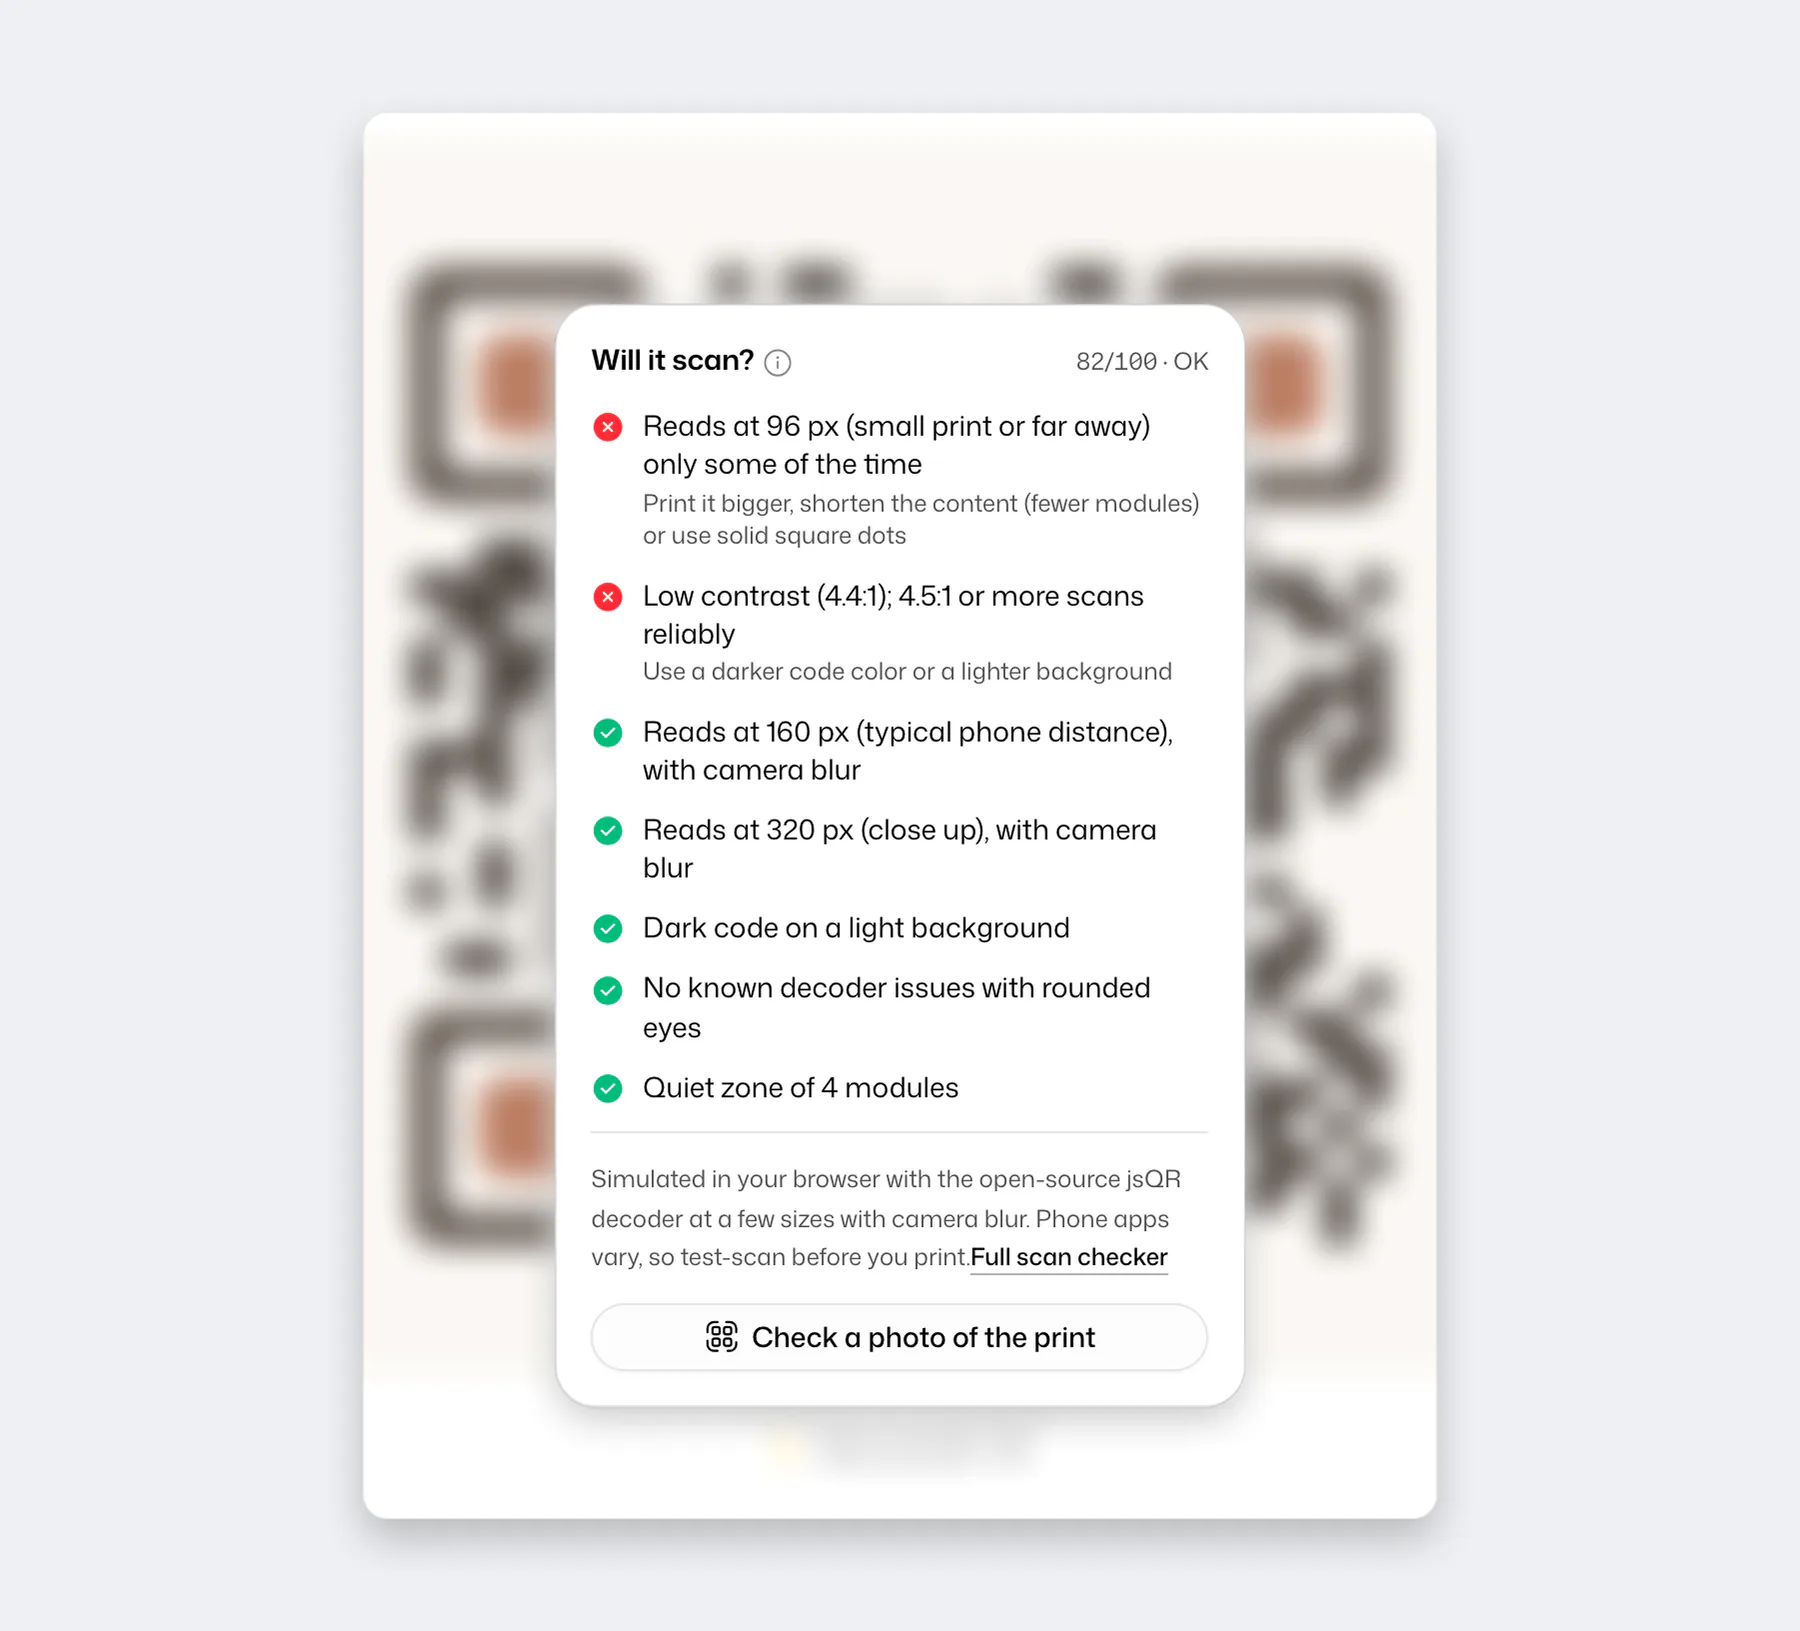 Will it scan?
82/100 · OK
Reads at 96 px (small print or far away)
only some of the time
Print it bigger, shorten the content (fewer modules)
or use solid square dots
Low contrast (4.4:1); 4.5:1 or more scans
reliably
Use a darker code color or a lighter background
Reads at 160 px (typical phone distance),
with camera blur
Reads at 320 px (close up), with camera
blur
Dark code on a light background
No known decoder issues with rounded
eyes
Quiet zone of 4 modules
Simulated in your browser with the open-source jsQR
decoder at a few sizes with camera blur. Phone apps
vary, so test-scan before you print.Full scan checker
Check a photo of the print